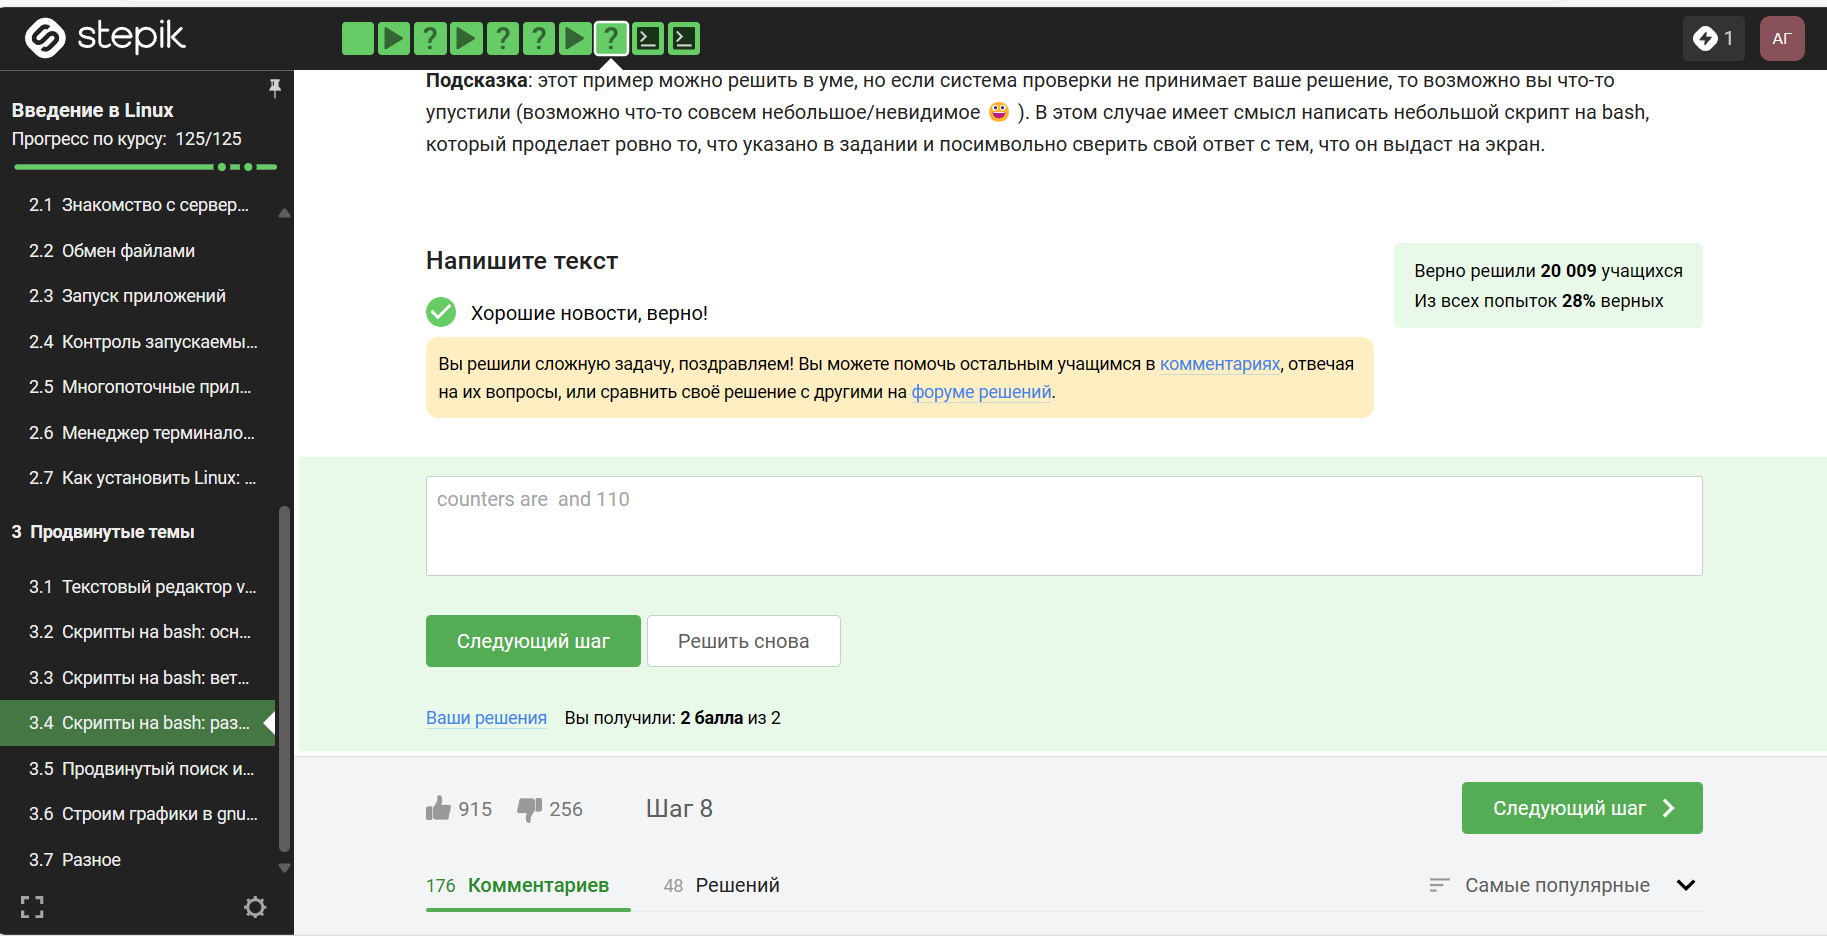 stepik
1
АГ
Введение в Linux
Прогресс по курсу: 125/125
2.1 Знакомство с сервер...
2.2 Обмен файлами
2.3 Запуск приложений
2.4 Контроль запускаемы...
2.5 Многопоточные прил...
2.6 Менеджер терминало...
2.7 Как установить Linux: ...
3 Продвинутые темы
3.1 Текстовый редактор v...
3.2 Скрипты на bash: осн...
3.3 Скрипты на bash: вет...
3.4 Скрипты на bash: раз...
3.5 Продвинутый поиск и...
3.6 Строим графики в gnu...
3.7 Разное
Подсказка: этот пример можно решить в уме, но если система проверки не принимает ваше решение, то возможно вы что-то
упустили (возможно что-то совсем небольшое/невидимое 😀 ). В этом случае имеет смысл написать небольшой скрипт на bash,
который проделает ровно то, что указано в задании и посимвольно сверить свой ответ с тем, что он выдаст на экран.
Напишите текст
Хорошие новости, верно!
Верно решили 20 009 учащихся
Из всех попыток 28% верных
Вы решили сложную задачу, поздравляем! Вы можете помочь остальным учащимся в комментариях, отвечая
на их вопросы, или сравнить своё решение с другими на форуме решений.
counters are  and 110
Следующий шаг
Решить снова
Ваши решения Вы получили: 2 балла из 2
915 256 Шаг 8
Следующий шаг
176 Комментариев
48 Решений
Самые популярные